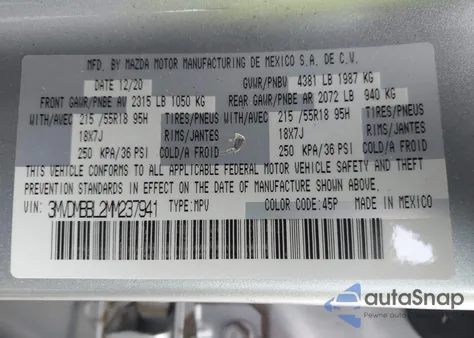 MFD. BY MAZDA MOTOR MANUFACTURING DE MEXICO S.A. DE C.V.
DATE 12/20 GVWR/PNBV 4381 LB 1987 KG
FRONT GAWR/PNBE AV 2315 LB 1050 KG REAR GAWR/PNBE AR 2072 LB 940 KG
WITH/AVEC 215/55R18 95H TIRES/PNEUS WITH/AVEC 215/55R18 95H TIRES/PNEUS
18X7J RIMS/JANTES 18X7J RIMS/JANTES
250 KPA/36 PSI COLD/A FROID 250 KPA/36 PSI COLD/A FROID
THIS VEHICLE CONFORMS TO ALL APPLICABLE FEDERAL MOTOR VEHICLE SAFETY AND THEFT
PREVENTION STANDARDS IN EFFECT ON THE DATE OF MANUFACTURE SHOWN ABOVE.
VIN: 3MVDMBBL2MM237941 TYPE:MPV COLOR CODE:45P MADE IN MEXICO
autoSnap
Pewne auto